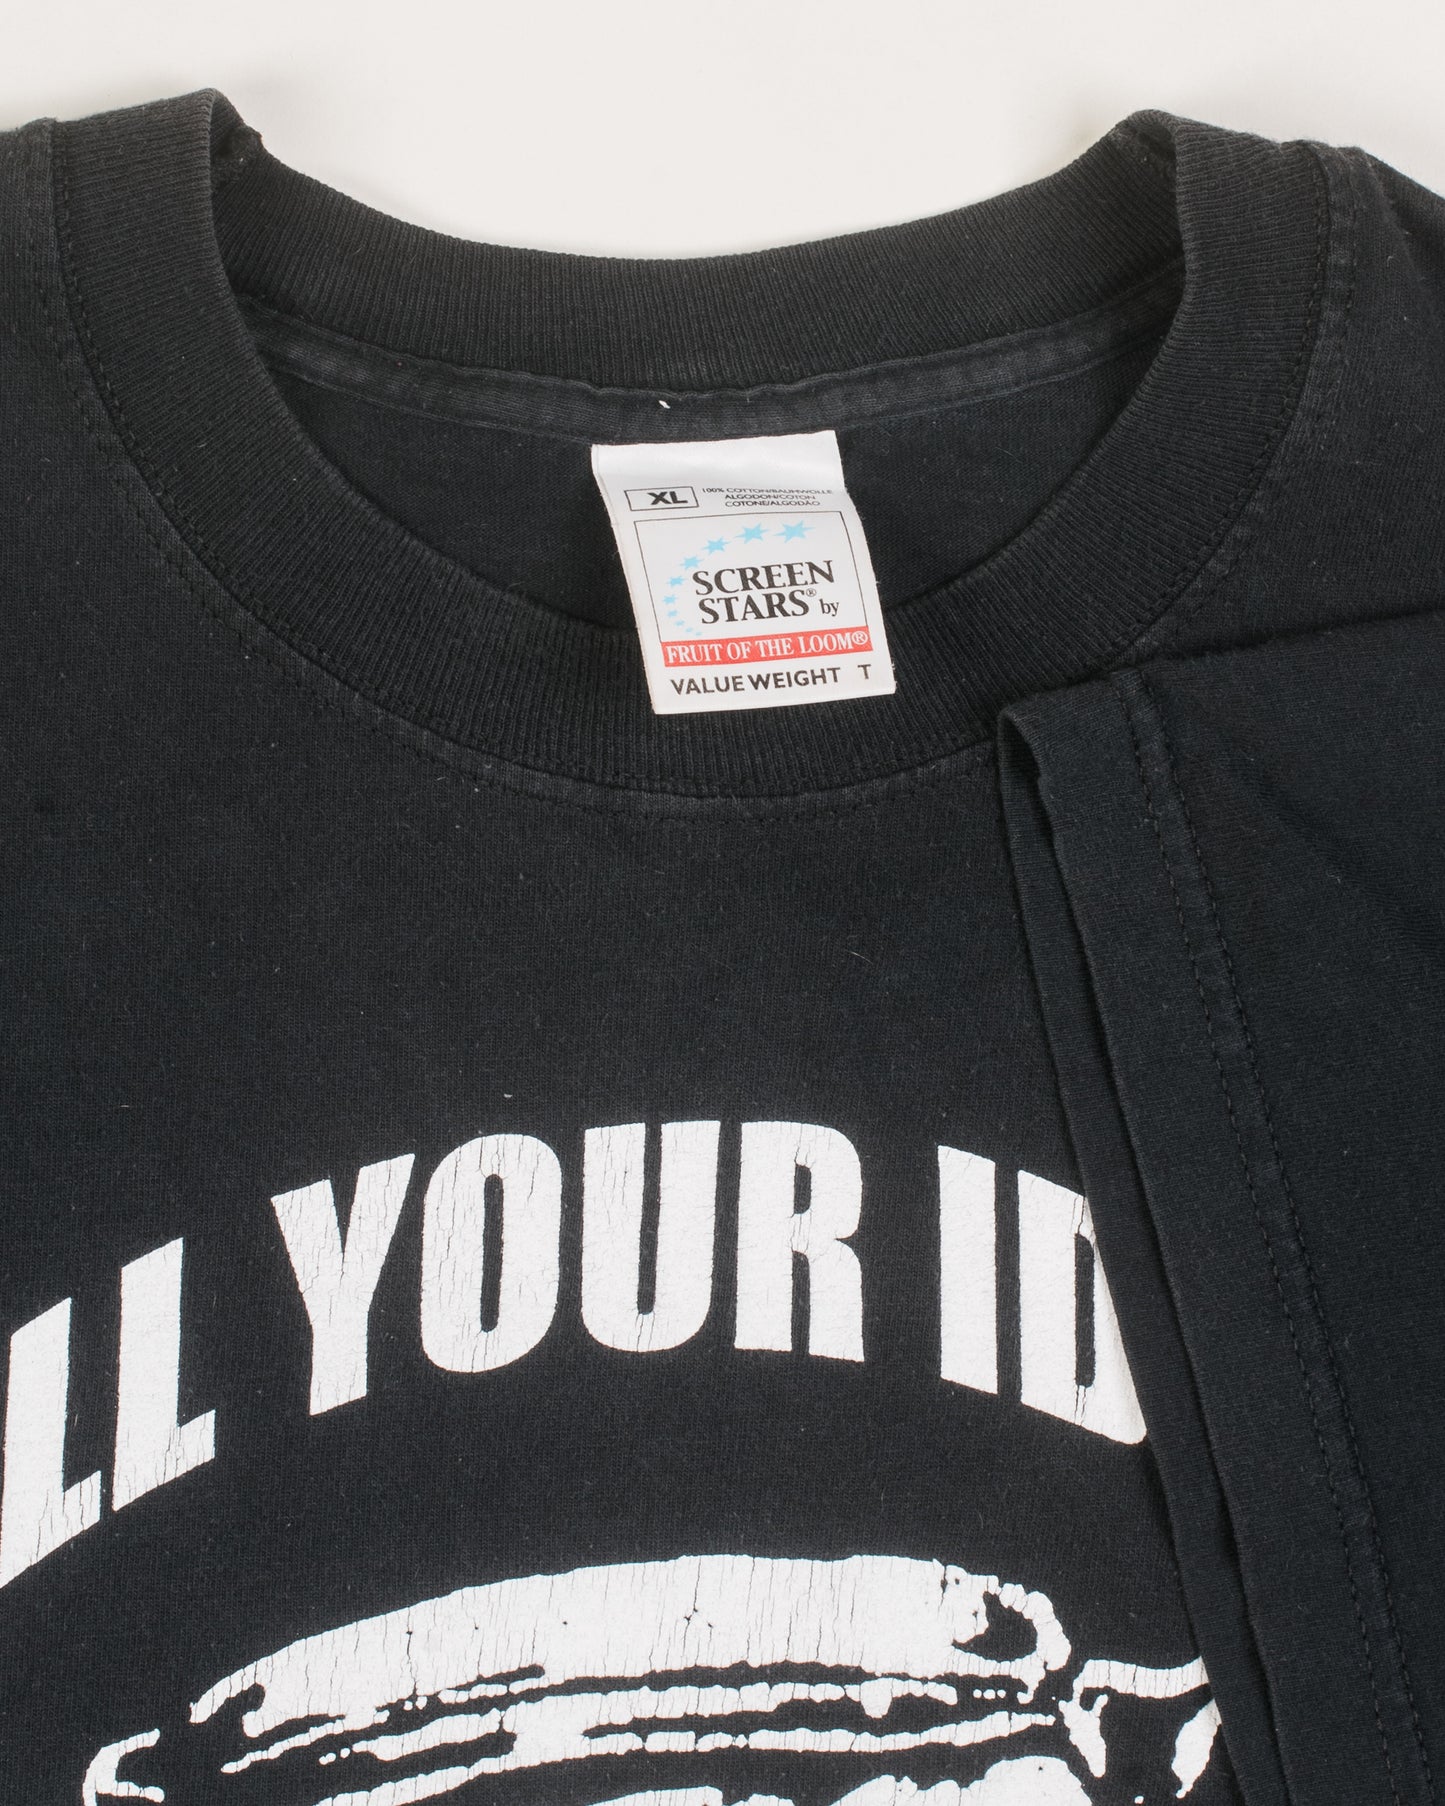 XL
100% COTTON/BAUMWOLLE
ALGODON/COTON
COTONE/ALGODÃO
SCREEN
STARS® by
FRUIT OF THE LOOM®
VALUE WEIGHT T
LL YOUR ID